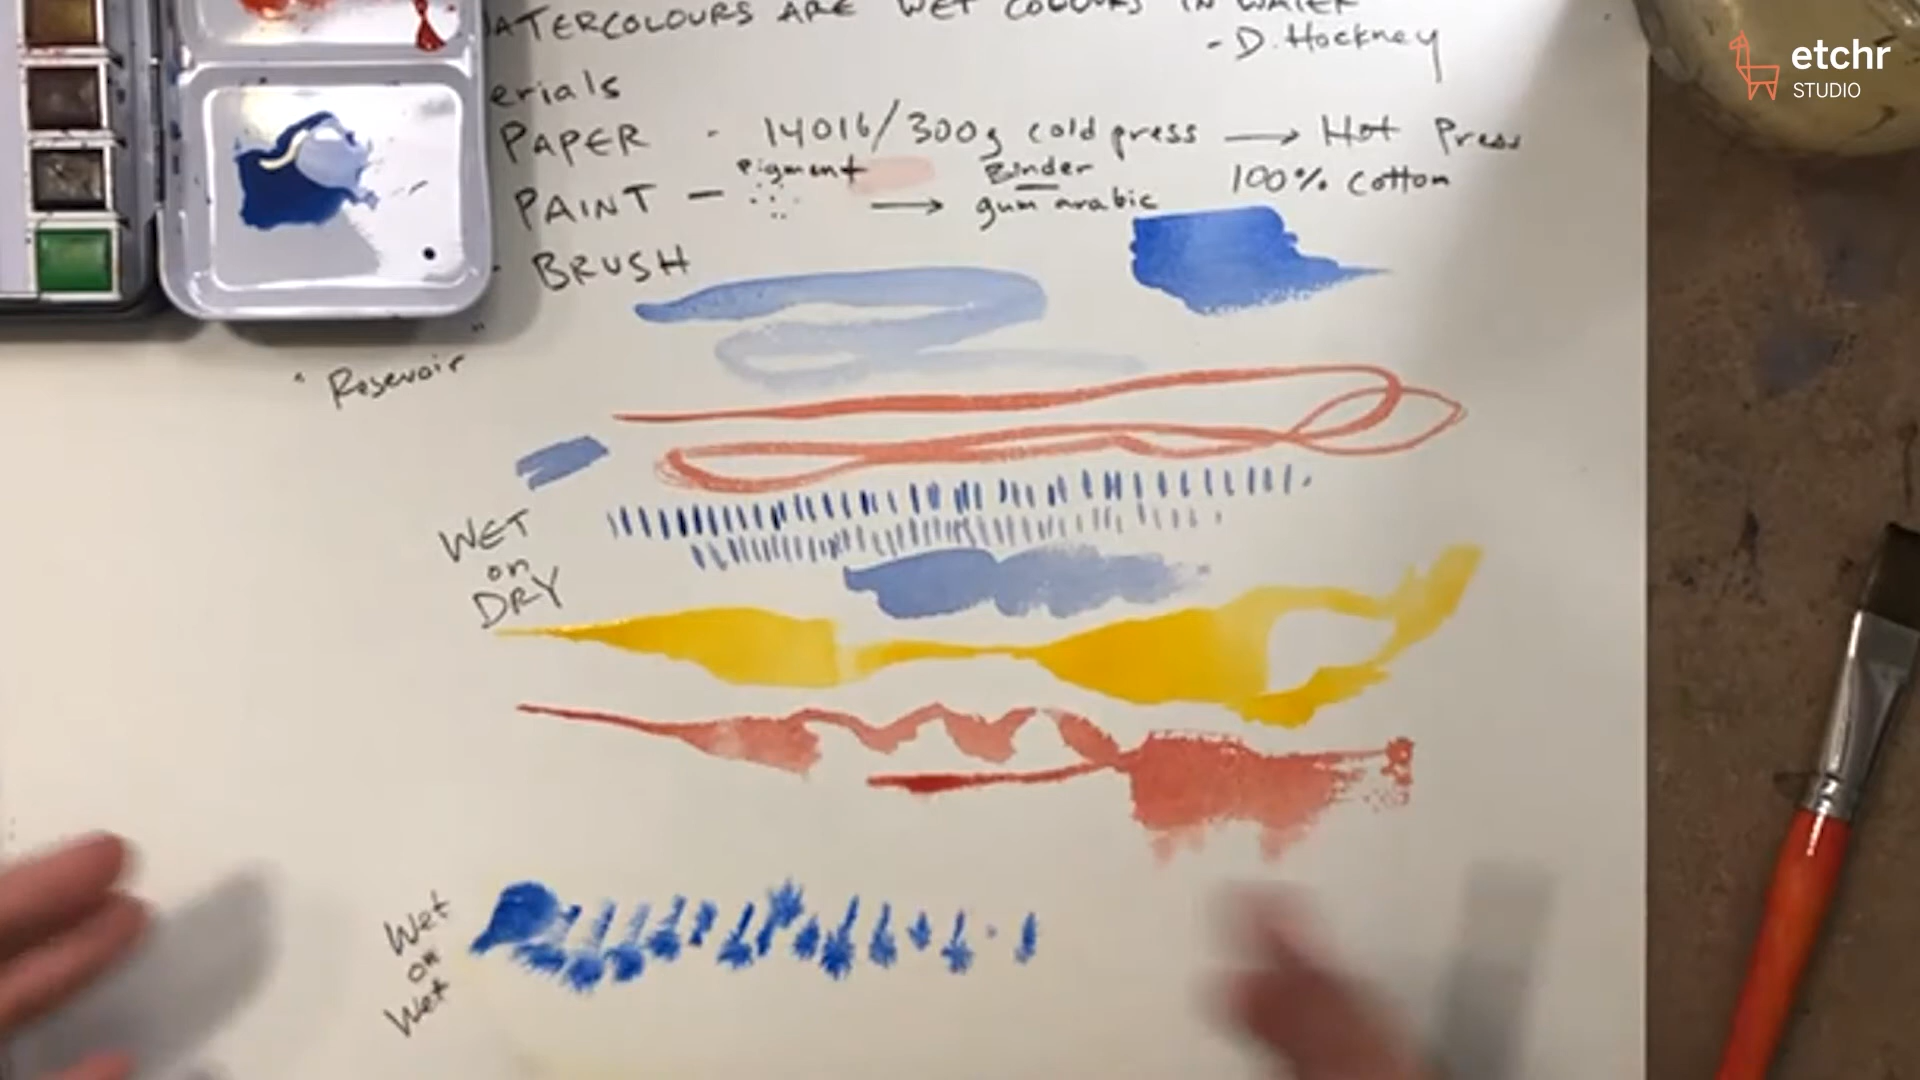 WATERCOLOURS ARE WET COLOURS IN WATER
- D. Hockney
etchr
STUDIO
erials
PAPER - 140lb/300g cold press → Hot Press
100% cotton
Pigment Binder
PAINT — → gum arabic
- BRUSH
"Resevoir"
WET
on
DRY
Wet
on
Wet